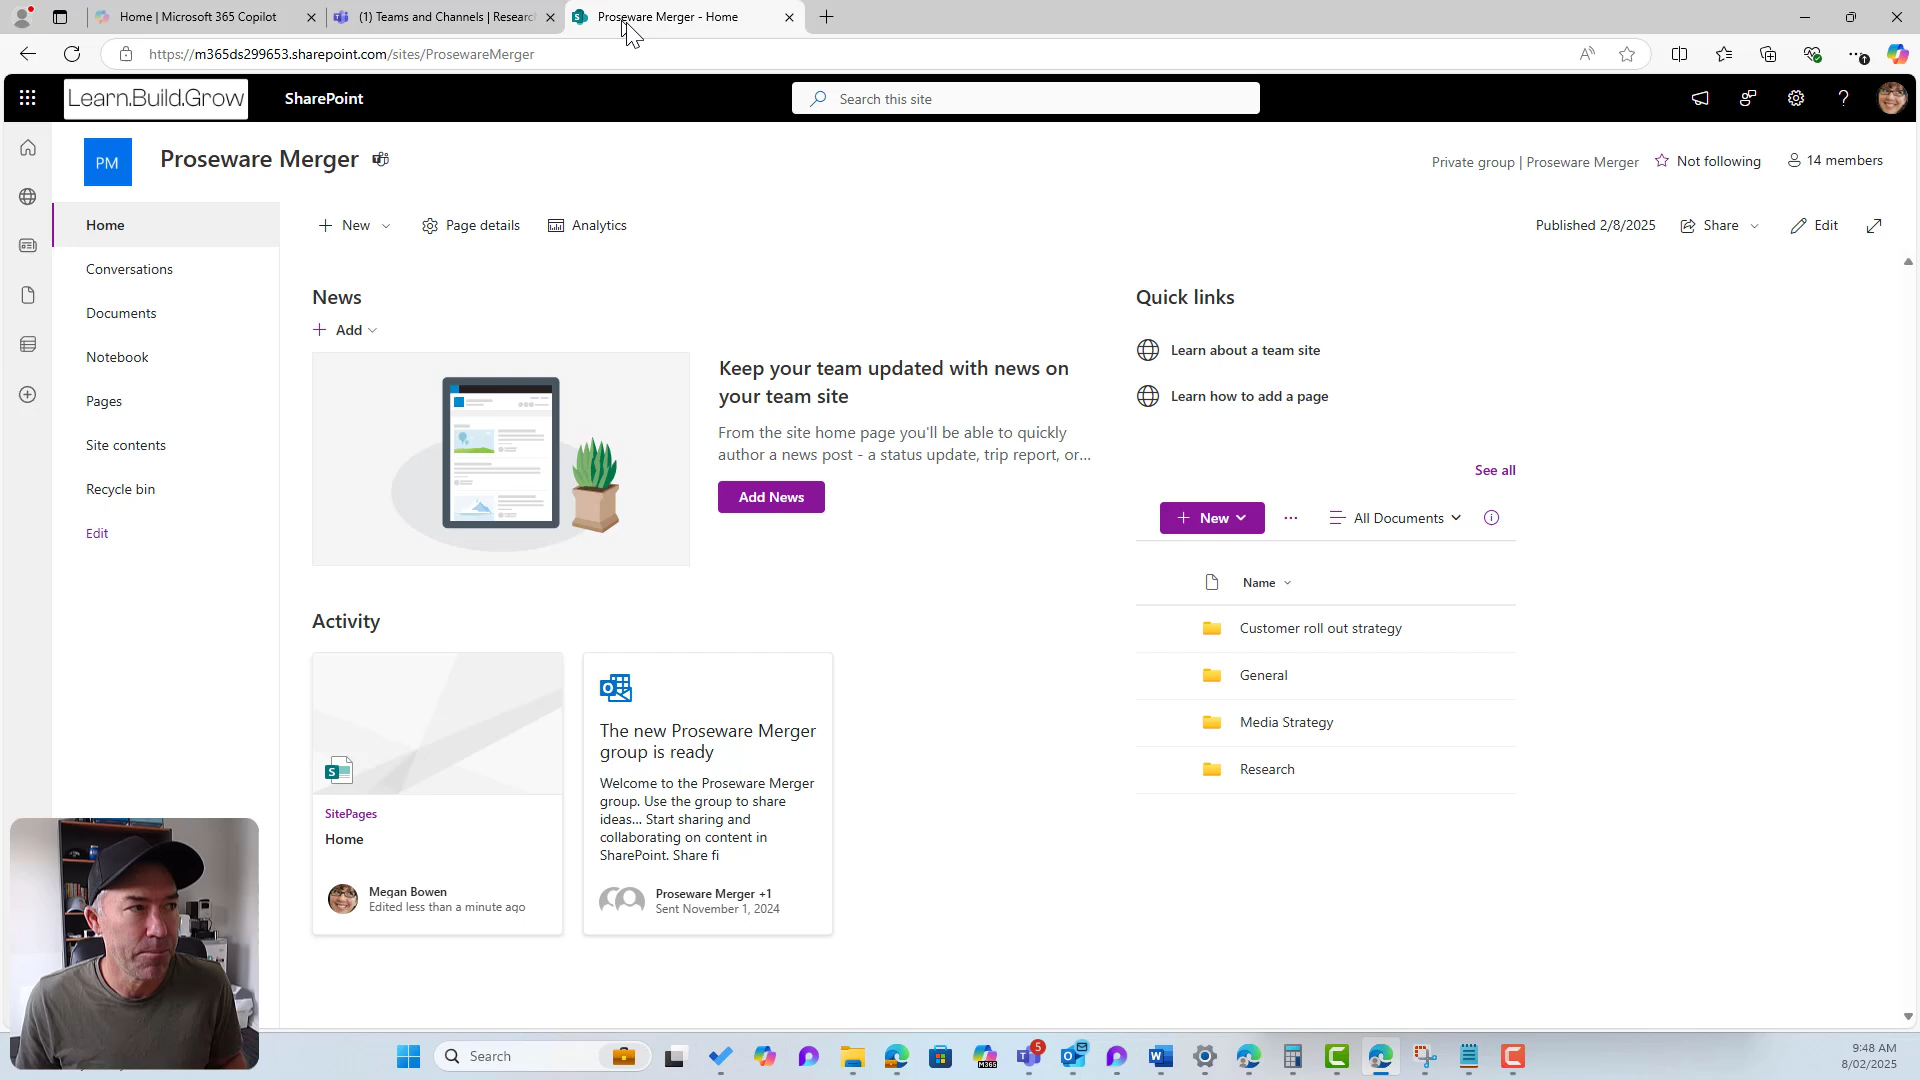 Home | Microsoft 365 Copilot
(1) Teams and Channels | Researc
Proseware Merger - Home
https://m365ds299653.sharepoint.com/sites/ProsewareMerger
Learn.Build.Grow
SharePoint
Search this site
PM
Proseware Merger
Private group | Proseware Merger
Not following
14 members
Home
Conversations
Documents
Notebook
Pages
Site contents
Recycle bin
Edit
New
Page details
Analytics
Published 2/8/2025
Share
Edit
News
Add
Keep your team updated with news on
your team site
From the site home page you'll be able to quickly
author a news post - a status update, trip report, or...
Add News
Quick links
Learn about a team site
Learn how to add a page
See all
New
All Documents
Name
Customer roll out strategy
General
Media Strategy
Research
Activity
SitePages
Home
Megan Bowen
Edited less than a minute ago
The new Proseware Merger
group is ready
Welcome to the Proseware Merger
group. Use the group to share
ideas... Start sharing and
collaborating on content in
SharePoint. Share fi
Proseware Merger +1
Sent November 1, 2024
Search
M365
5
9:48 AM
8/02/2025